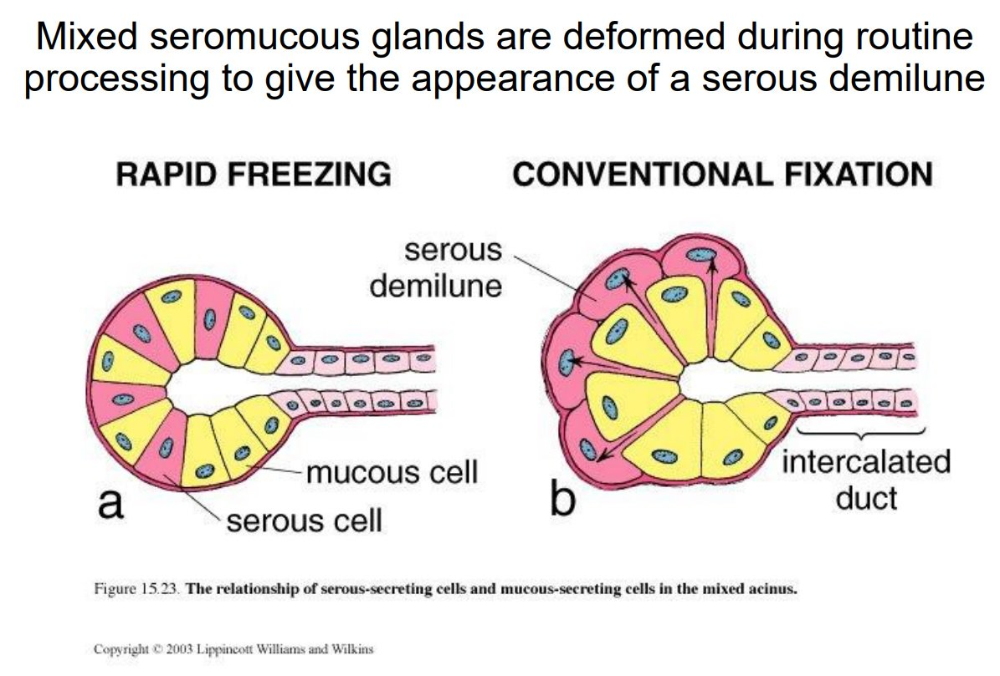 Mixed seromucous glands are deformed during routine
processing to give the appearance of a serous demilune
RAPID FREEZING
CONVENTIONAL FIXATION
serous
demilune
mucous cell
serous cell
a
b
intercalated
duct
Figure 15.23. The relationship of serous-secreting cells and mucous-secreting cells in the mixed acinus.
Copyright © 2003 Lippincott Williams and Wilkins